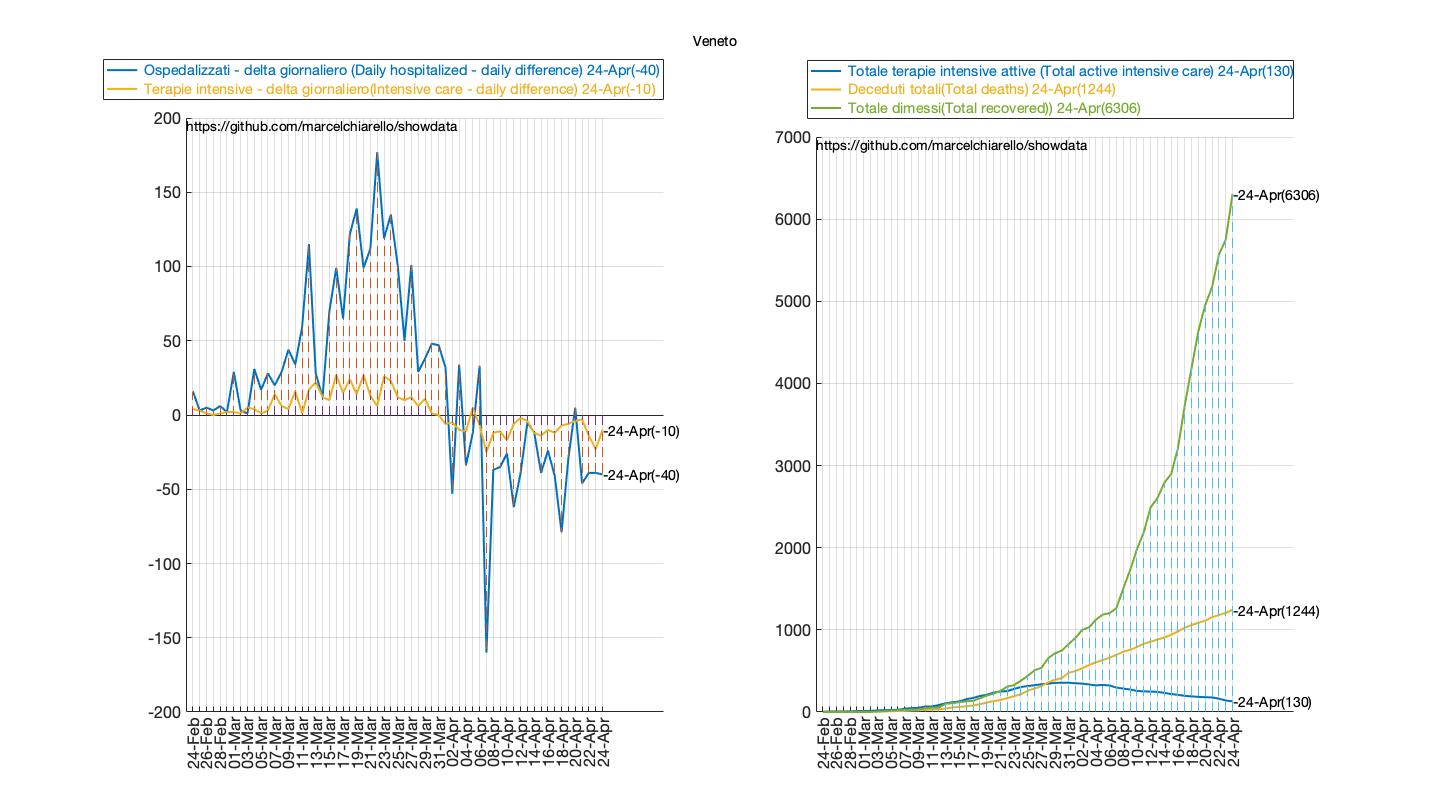 Veneto
Ospedalizzati - delta giornaliero (Daily hospitalized - daily difference) 24-Apr(-40)
Terapie intensive - delta giornaliero(Intensive care - daily difference) 24-Apr(-10)
https://github.com/marcelchiarello/showdata
200
150
100
50
0
-50
-100
-150
-200
-24-Apr(-10)
-24-Apr(-40)
24-Feb
26-Feb
28-Feb
01-Mar
03-Mar
05-Mar
07-Mar
09-Mar
11-Mar
13-Mar
15-Mar
17-Mar
19-Mar
21-Mar
23-Mar
25-Mar
27-Mar
29-Mar
31-Mar
02-Apr
04-Apr
06-Apr
08-Apr
10-Apr
12-Apr
14-Apr
16-Apr
18-Apr
20-Apr
22-Apr
24-Apr
Totale terapie intensive attive (Total active intensive care) 24-Apr(130)
Deceduti totali(Total deaths) 24-Apr(1244)
Totale dimessi(Total recovered)) 24-Apr(6306)
https://github.com/marcelchiarello/showdata
7000
6000
5000
4000
3000
2000
1000
0
-24-Apr(6306)
-24-Apr(1244)
-24-Apr(130)
24-Feb
26-Feb
28-Feb
01-Mar
03-Mar
05-Mar
07-Mar
09-Mar
11-Mar
13-Mar
15-Mar
17-Mar
19-Mar
21-Mar
23-Mar
25-Mar
27-Mar
29-Mar
31-Mar
02-Apr
04-Apr
06-Apr
08-Apr
10-Apr
12-Apr
14-Apr
16-Apr
18-Apr
20-Apr
22-Apr
24-Apr